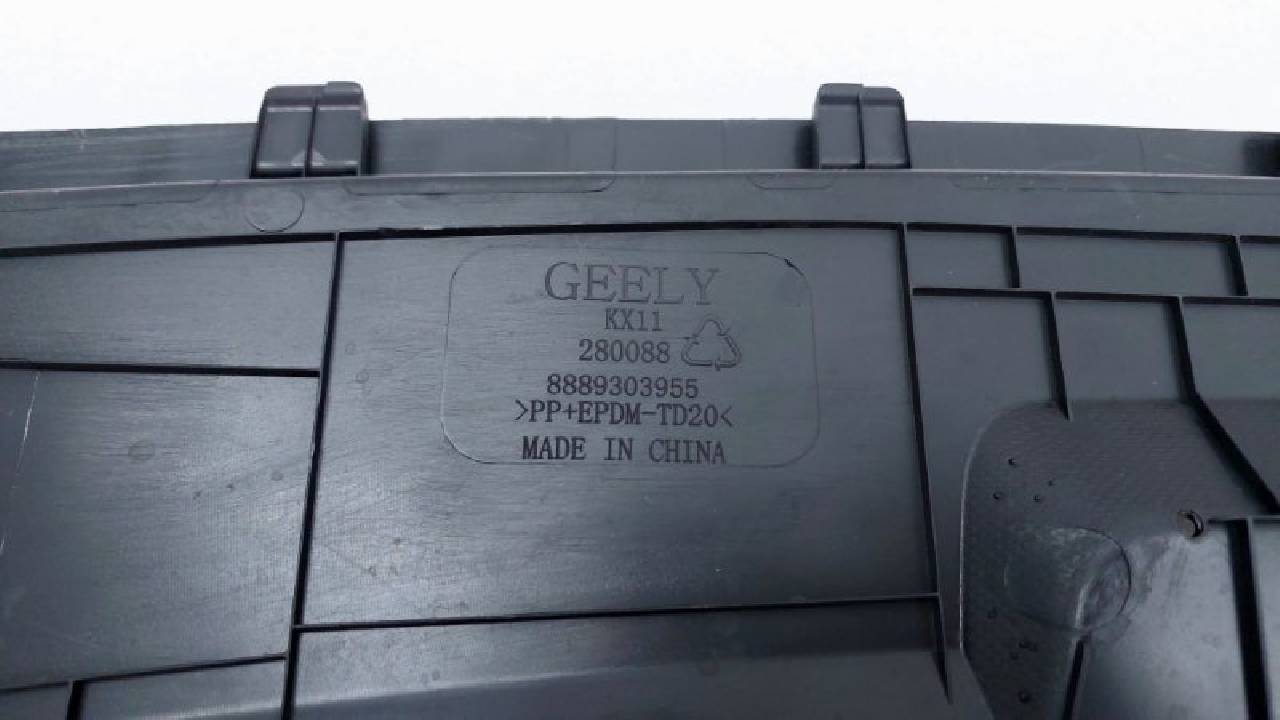 GEELY
KX11
280088
8889303955
>PP+EPDM-TD20<
MADE IN CHINA